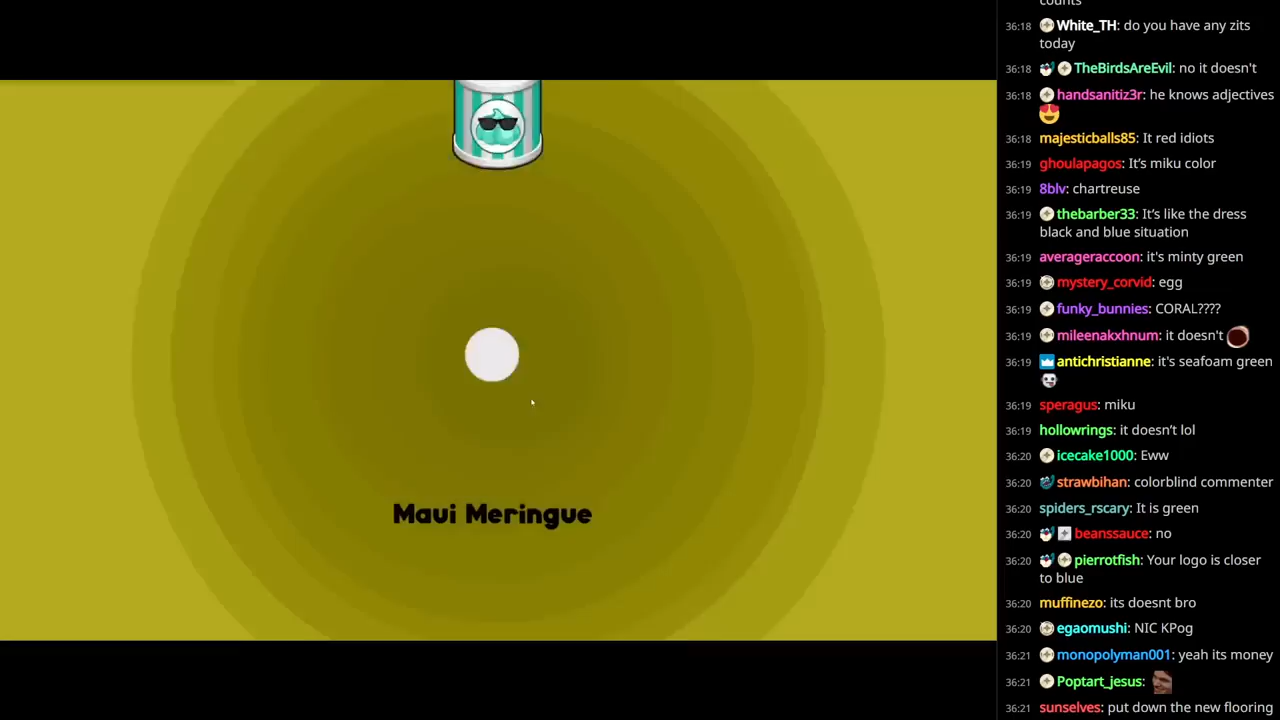 Maui Meringue
counts
36:18 White_TH: do you have any zits
today
36:18 TheBirdsAreEvil: no it doesn't
36:18 handsanitiz3r: he knows adjectives
36:18 majesticballs85: It red idiots
36:19 ghoulapagos: It’s miku color
36:19 8blv: chartreuse
36:19 thebarber33: It’s like the dress
black and blue situation
36:19 averageraccoon: it's minty green
36:19 mystery_corvid: egg
36:19 funky_bunnies: CORAL????
36:19 mileenakxhnum: it doesn't
36:19 antichristianne: it's seafoam green
36:19 speragus: miku
36:19 hollowrings: it doesn’t lol
36:20 icecake1000: Eww
36:20 strawbihan: colorblind commenter
36:20 spiders_rscary: It is green
36:20 beanssauce: no
36:20 pierrotfish: Your logo is closer
to blue
36:20 muffinezo: its doesnt bro
36:20 egaomushi: NIC KPog
36:21 monopolyman001: yeah its money
36:21 Poptart_jesus:
36:21 sunselves: put down the new flooring